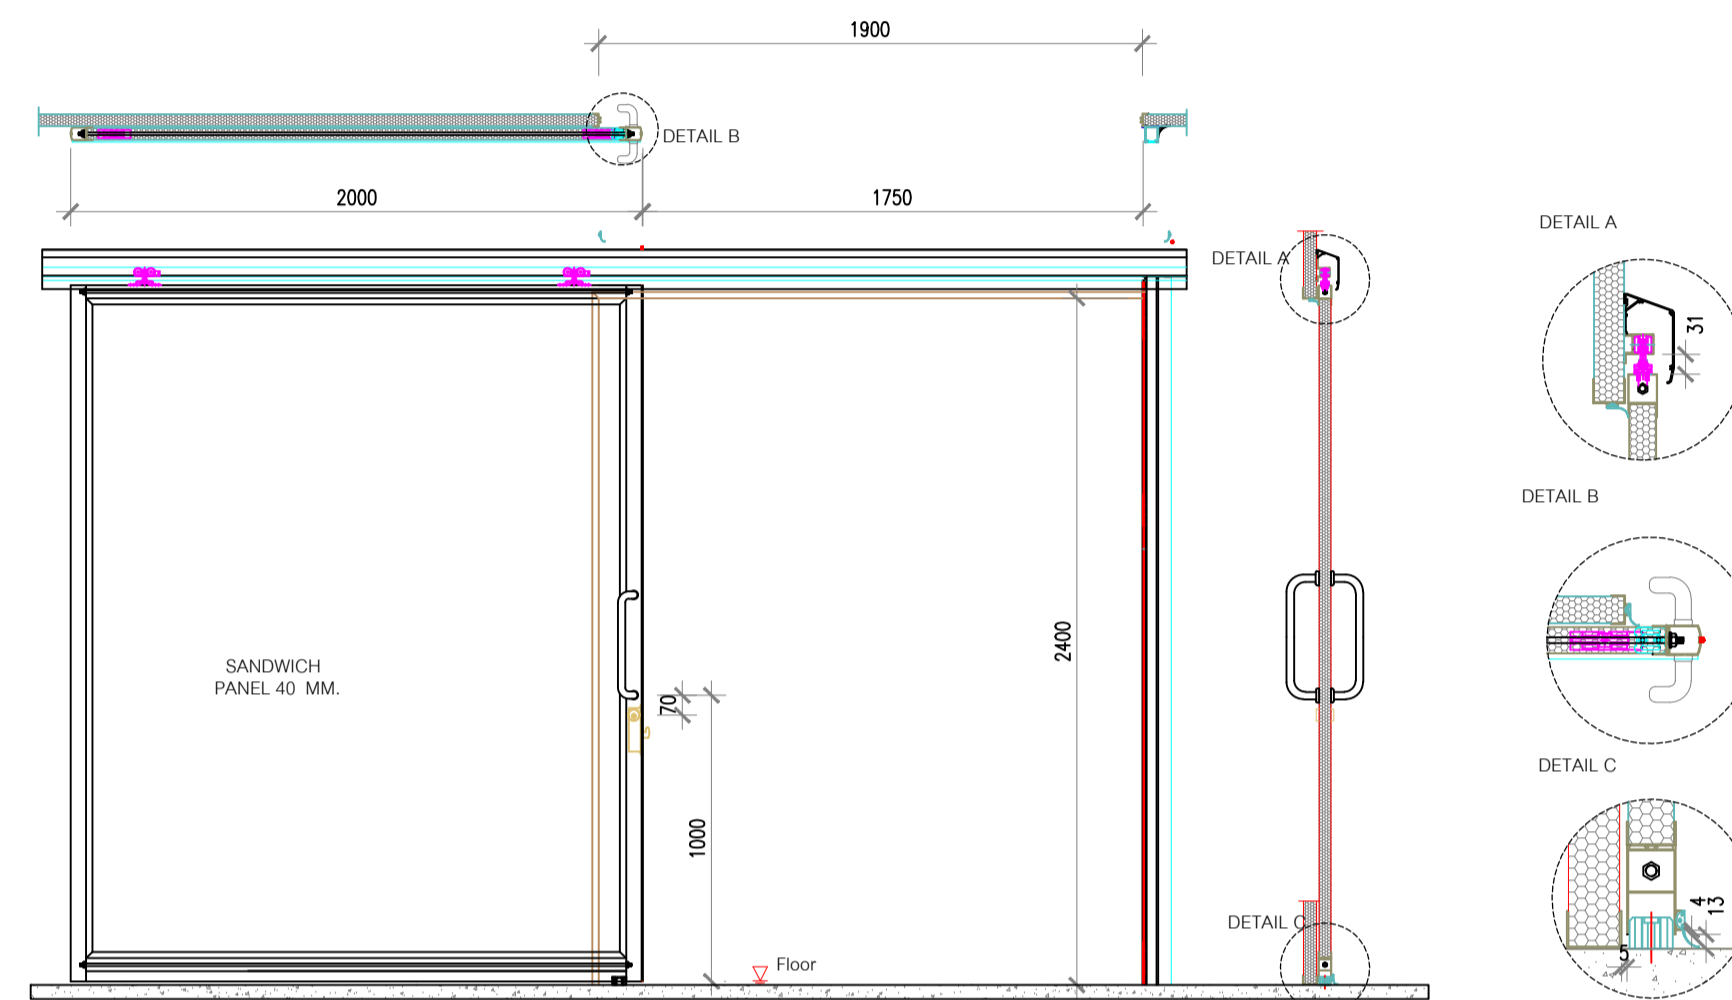 1900
DETAIL B
2000
1750
DETAIL A
DETAIL A
31
DETAIL B
2400
SANDWICH
PANEL 40 MM.
70
1000
DETAIL C
DETAIL C
4
13
5
Floor